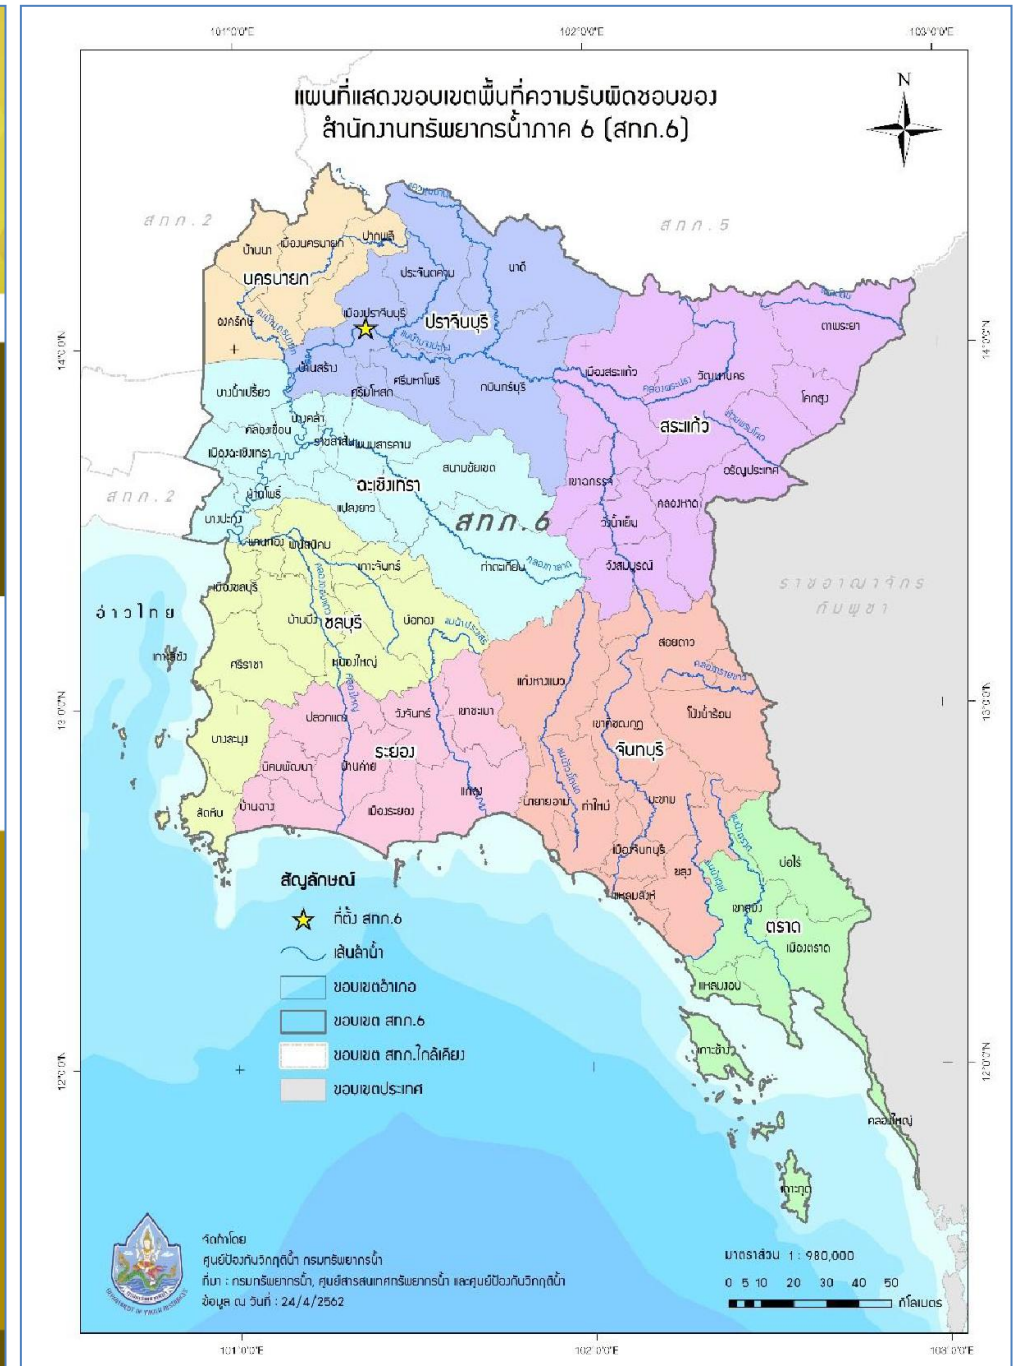 101°0'0"E
102°0'0"E
103°0'0"E
แผนที่แสดงขอบเขตพื้นที่ความรับผิดชอบของ
สำนักงานทรัพยากรน้ำภาค 6 (สทภ.6)
N
สทภ.2
สทภ.5
ปากพลี
บ้านนา
เมืองนครนายก
นครนายก
องครักษ์
ประจันตคาม
นาดี
เมืองปราจีนบุรี
ปราจีนบุรี
ตาพระยา
14°0'0"N
14°0'0"N
บ้านสร้าง
ศรีมโหสถ
ศรีมหาโพธิ
กบินทร์บุรี
เมืองสระแก้ว
วัฒนานคร
คลองพระปรง
โคกสูง
สระแก้ว
อรัญประเทศ
บางน้ำเปรี้ยว
บางคล้า
คลองเขื่อน
ราชสาส์น
พนมสารคาม
เมืองฉะเชิงเทรา
สนามชัยเขต
ฉะเชิงเทรา
เขาฉกรรจ์
คลองหาด
สทภ.2
บ้านโพธิ์
แปลงยาว
บางปะกง
สทภ.6
วังน้ำเย็น
พานทอง
พนัสนิคม
เกาะจันทร์
ท่าตะเกียบ
วังสมบูรณ์
เมืองชลบุรี
ราชอาณาจักร
กัมพูชา
อ่าวไทย
บ้านบึง
ชลบุรี
บ่อทอง
สอยดาว
เกาะสีชัง
ศรีราชา
หนองใหญ่
คลองใหญ่
แก่งหางแมว
13°0'0"N
13°0'0"N
ปลวกแดง
วังจันทร์
เขาชะเมา
เขาคิชฌกูฏ
โป่งน้ำร้อน
บางละมุง
ระยอง
จันทบุรี
นิคมพัฒนา
บ้านค่าย
แกลง
สัตหีบ
บ้านฉาง
เมืองระยอง
นายายอาม
ท่าใหม่
มะขาม
เมืองจันทบุรี
ขลุง
บ่อไร่
แหลมสิงห์
เขาสมิง
ตราด
เมืองตราด
แหลมงอบ
สัญลักษณ์
ที่ตั้ง สทภ.6
เส้นลำน้ำ
ขอบเขตอำเภอ
ขอบเขต สทภ.6
ขอบเขต สทภ.ใกล้เคียง
ขอบเขตประเทศ
เกาะช้าง
12°0'0"N
12°0'0"N
คลองใหญ่
เกาะกูด
จัดทำโดย
ศูนย์ป้องกันวิกฤติน้ำ กรมทรัพยากรน้ำ
ที่มา : กรมทรัพยากรน้ำ, ศูนย์สารสนเทศทรัพยากรน้ำ และศูนย์ป้องกันวิกฤติน้ำ
ข้อมูล ณ วันที่ : 24/4/2562
DEPARTMENT OF WATER RESOURCES
มาตราส่วน 1 : 980,000
0 5 10 20 30 40 50
กิโลเมตร
101°0'0"E
102°0'0"E
103°0'0"E